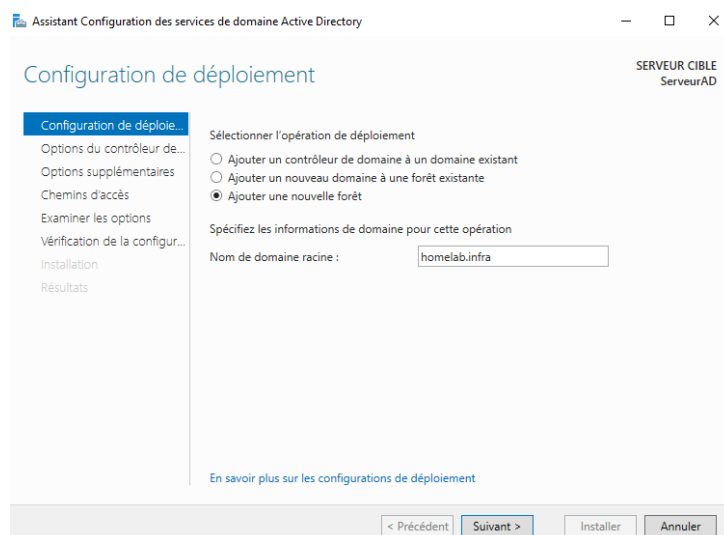 Assistant Configuration des services de domaine Active Directory
Configuration de déploiement
SERVEUR CIBLE
ServeurAD
Configuration de déploie...
Options du contrôleur de...
Options supplémentaires
Chemins d'accès
Examiner les options
Vérification de la configur...
Installation
Résultats
Sélectionner l'opération de déploiement
Ajouter un contrôleur de domaine à un domaine existant
Ajouter un nouveau domaine à une forêt existante
Ajouter une nouvelle forêt
Spécifiez les informations de domaine pour cette opération
Nom de domaine racine : homelab.infra
En savoir plus sur les configurations de déploiement
< Précédent Suivant > Installer Annuler